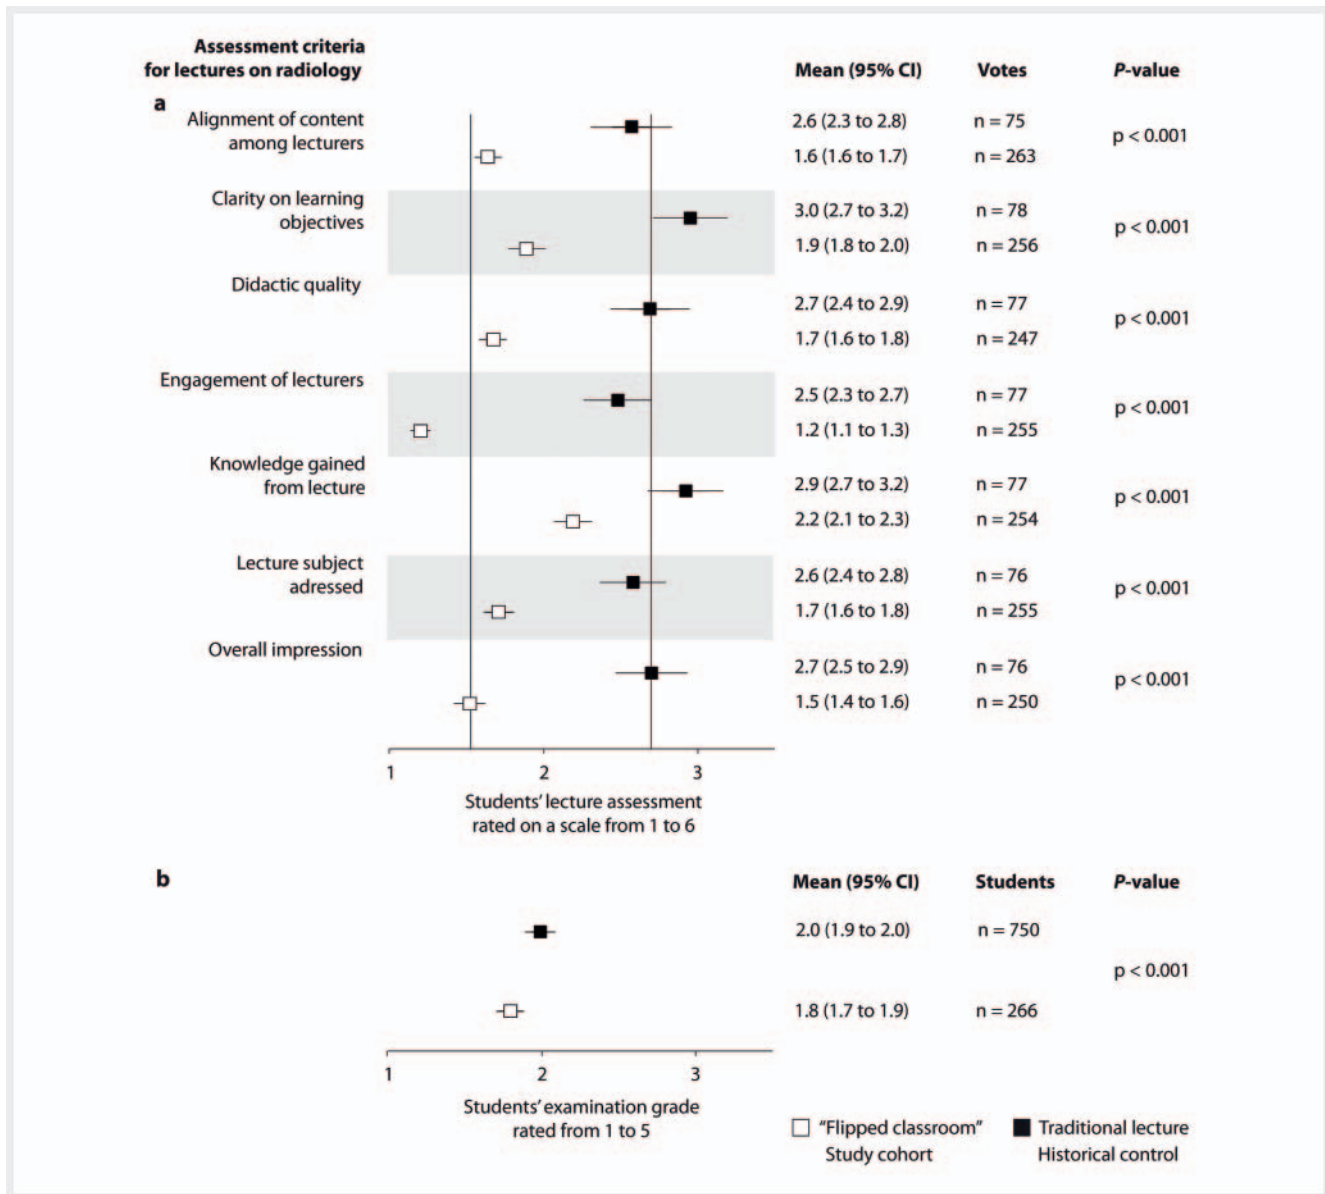 Assessment criteria
for lectures on radiology
Mean (95% CI) Votes P-value
a
Alignment of content
among lecturers
2.6 (2.3 to 2.8) n = 75
p < 0.001
1.6 (1.6 to 1.7) n = 263
Clarity on learning
objectives
3.0 (2.7 to 3.2) n = 78
p < 0.001
1.9 (1.8 to 2.0) n = 256
Didactic quality
2.7 (2.4 to 2.9) n = 77
p < 0.001
1.7 (1.6 to 1.8) n = 247
Engagement of lecturers
2.5 (2.3 to 2.7) n = 77
p < 0.001
1.2 (1.1 to 1.3) n = 255
Knowledge gained
from lecture
2.9 (2.7 to 3.2) n = 77
p < 0.001
2.2 (2.1 to 2.3) n = 254
Lecture subject
adressed
2.6 (2.4 to 2.8) n = 76
p < 0.001
1.7 (1.6 to 1.8) n = 255
Overall impression
2.7 (2.5 to 2.9) n = 76
p < 0.001
1.5 (1.4 to 1.6) n = 250
1 2 3
Students' lecture assessment
rated on a scale from 1 to 6
b
Mean (95% CI) Students P-value
2.0 (1.9 to 2.0) n = 750
p < 0.001
1.8 (1.7 to 1.9) n = 266
1 2 3
Students' examination grade
rated from 1 to 5
"Flipped classroom"
Study cohort
Traditional lecture
Historical control